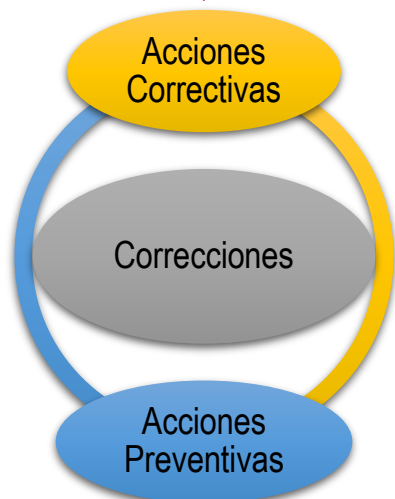 Acciones
Correctivas
Correcciones
Acciones
Preventivas